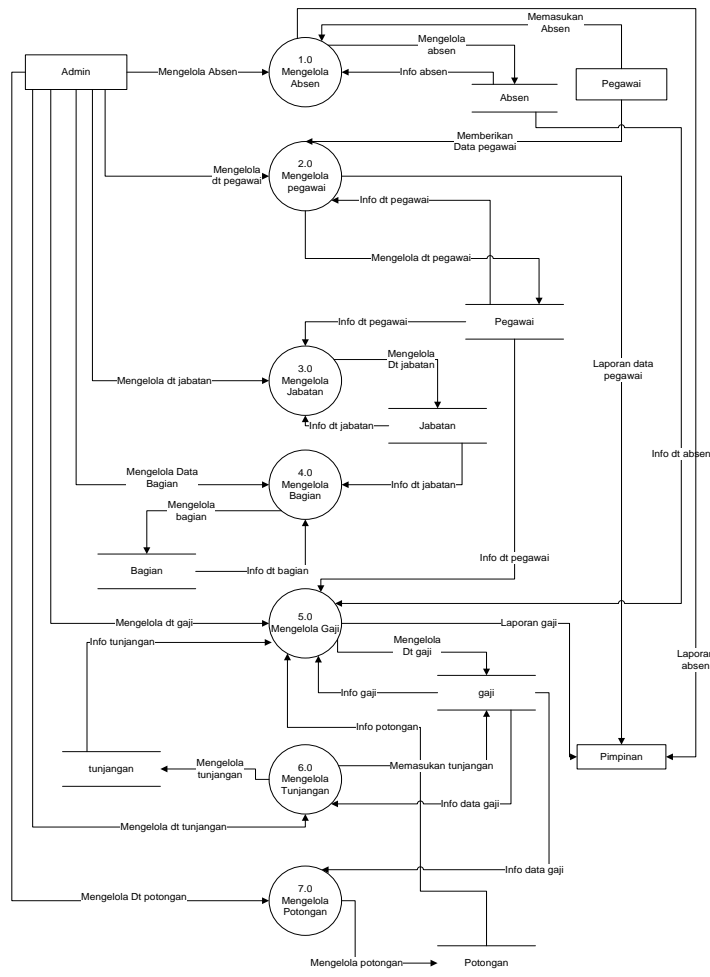 Memasukan
Absen
Mengelola
absen
Admin
Mengelola Absen
1.0
Mengelola
Absen
Info absen
Absen
Pegawai
Memberikan
Data pegawai
Mengelola
dt pegawai
2.0
Mengelola
pegawai
Info dt pegawai
Mengelola dt pegawai
Info dt pegawai
Pegawai
Mengelola dt jabatan
3.0
Mengelola
Jabatan
Mengelola
Dt jabatan
Laporan data
pegawai
Info dt jabatan
Jabatan
Info dt absen
Mengelola Data
Bagian
4.0
Mengelola
Bagian
Info dt jabatan
Mengelola
bagian
Bagian
Info dt bagian
Info dt pegawai
Mengelola dt gaji
5.0
Mengelola Gaji
Laporan gaji
Info tunjangan
Mengelola
Dt gaji
Laporan
absen
Info gaji
gaji
Info potongan
Pimpinan
tunjangan
Mengelola
tunjangan
6.0
Mengelola
Tunjangan
Memasukan tunjangan
Info data gaji
Mengelola dt tunjangan
Info data gaji
Mengelola Dt potongan
7.0
Mengelola
Potongan
Mengelola potongan
Potongan